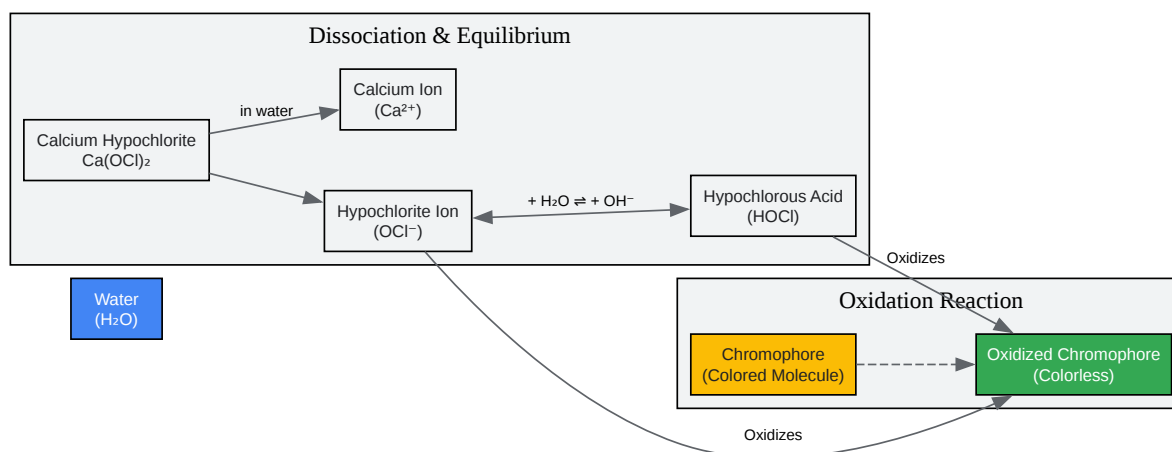 Dissociation & Equilibrium
Calcium Ion
(Ca²⁺)
in water
Calcium Hypochlorite
Ca(OCl)₂
Hypochlorite Ion
(OCl⁻)
+ H₂O ⇌ + OH⁻
Hypochlorous Acid
(HOCl)
Oxidizes
Water
(H₂O)
Oxidation Reaction
Chromophore
(Colored Molecule)
Oxidized Chromophore
(Colorless)
Oxidizes